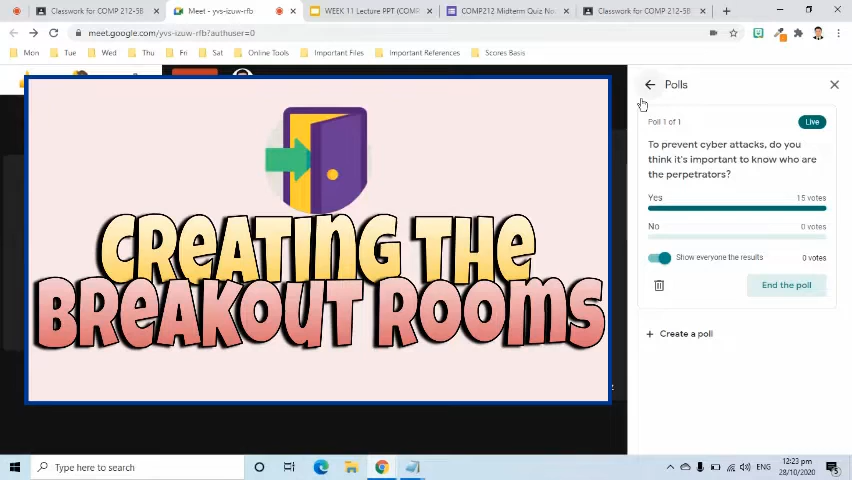 Classwork for COMP 212-5B
Meet - yvs-izuw-rfb
WEEK 11 Lecture PPT (COMP
COMP212 Midterm Quiz No
Classwork for COMP 212-5B
meet.google.com/yvs-izuw-rfb?authuser=0
Mon Tue Wed Thu Fri Sat Online Tools Important Files Important References Scores Basis
CREATING THE
BREAKOUT ROOMS
Polls
Poll 1 of 1 Live
To prevent cyber attacks, do you
think it's important to know who are
the perpetrators?
Yes 15 votes
No 0 votes
Show everyone the results 0 votes
End the poll
Create a poll
Type here to search
ENG
12:23 pm
28/10/2020